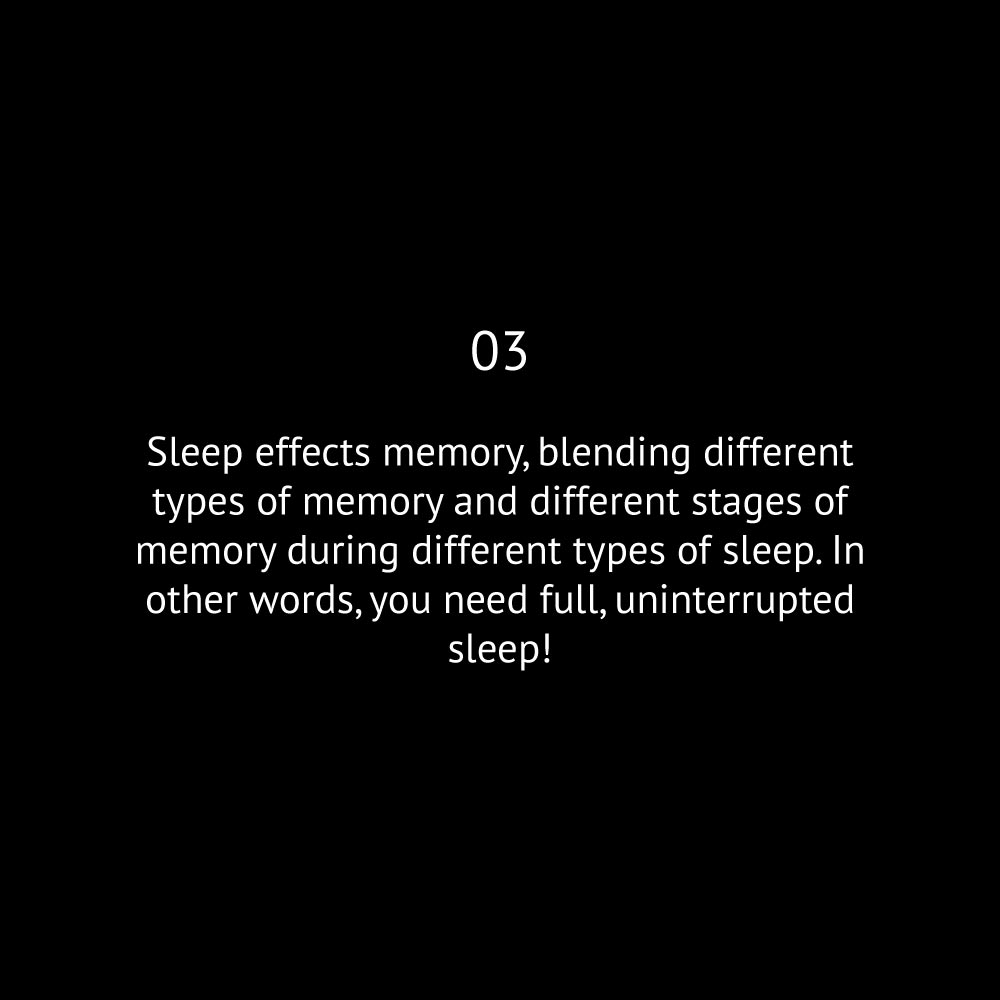 03
Sleep effects memory, blending different
types of memory and different stages of
memory during different types of sleep. In
other words, you need full, uninterrupted
sleep!